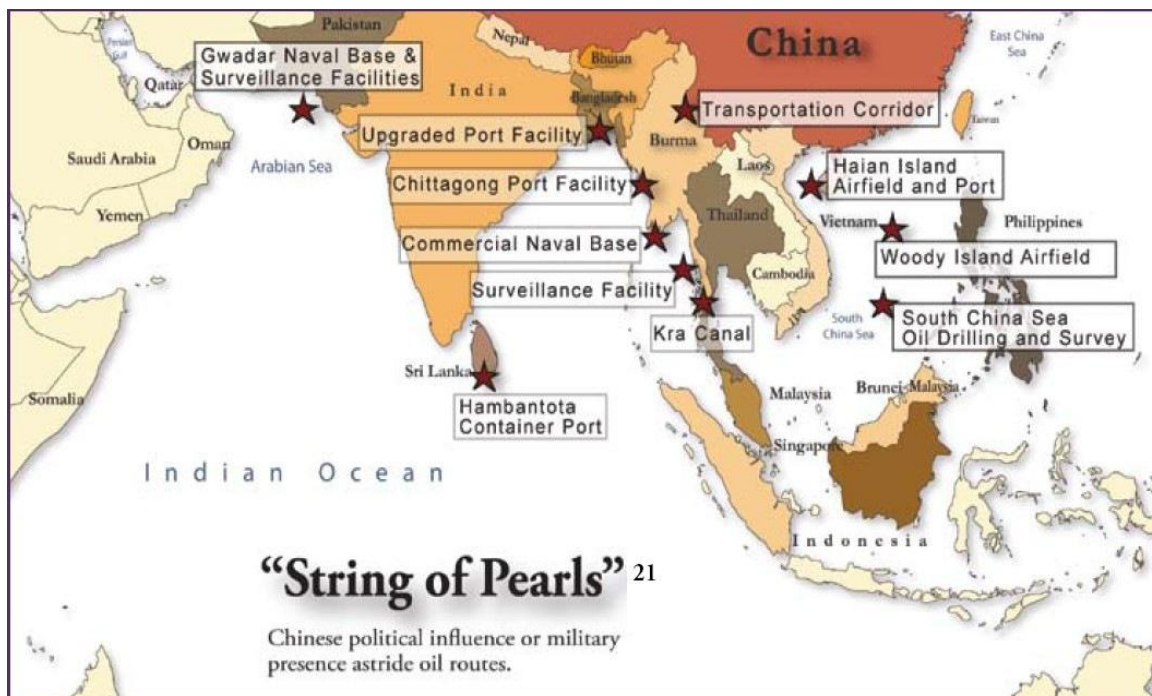 Pakistan
Persian
Gulf
Gwadar Naval Base &
Surveillance Facilities
Qatar
Saudi Arabia
Oman
Yemen
Arabian Sea
Nepal
Bhutan
Bangladesh
India
China
East China
Sea
Taiwan
Upgraded Port Facility
Transportation Corridor
Burma
Laos
Haian Island
Airfield and Port
Chittagong Port Facility
Thailand
Vietnam
Philippines
Commercial Naval Base
Woody Island Airfield
Cambodia
Surveillance Facility
Kra Canal
South
China Sea
South China Sea
Oil Drilling and Survey
Sri Lanka
Hambantota
Container Port
Somalia
Malaysia
Brunei
Malaysia
Singapore
Indian Ocean
Indonesia
“String of Pearls” 21
Chinese political influence or military
presence astride oil routes.